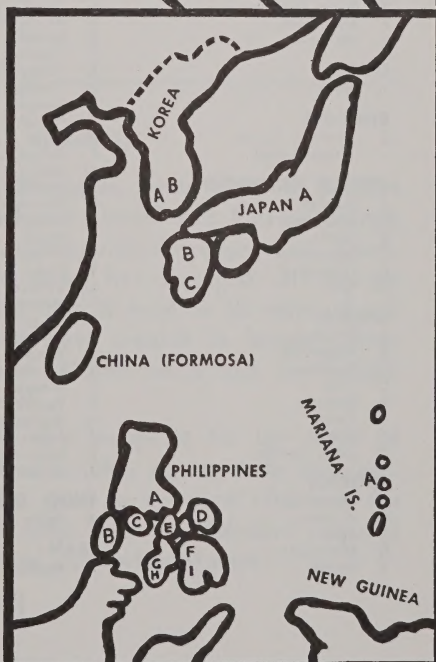 KOREA
A B
JAPAN A
B
C
CHINA (FORMOSA)
MARIANA IS.
A
PHILIPPINES
A
B
C
E
D
F
G
H
I
NEW GUINEA